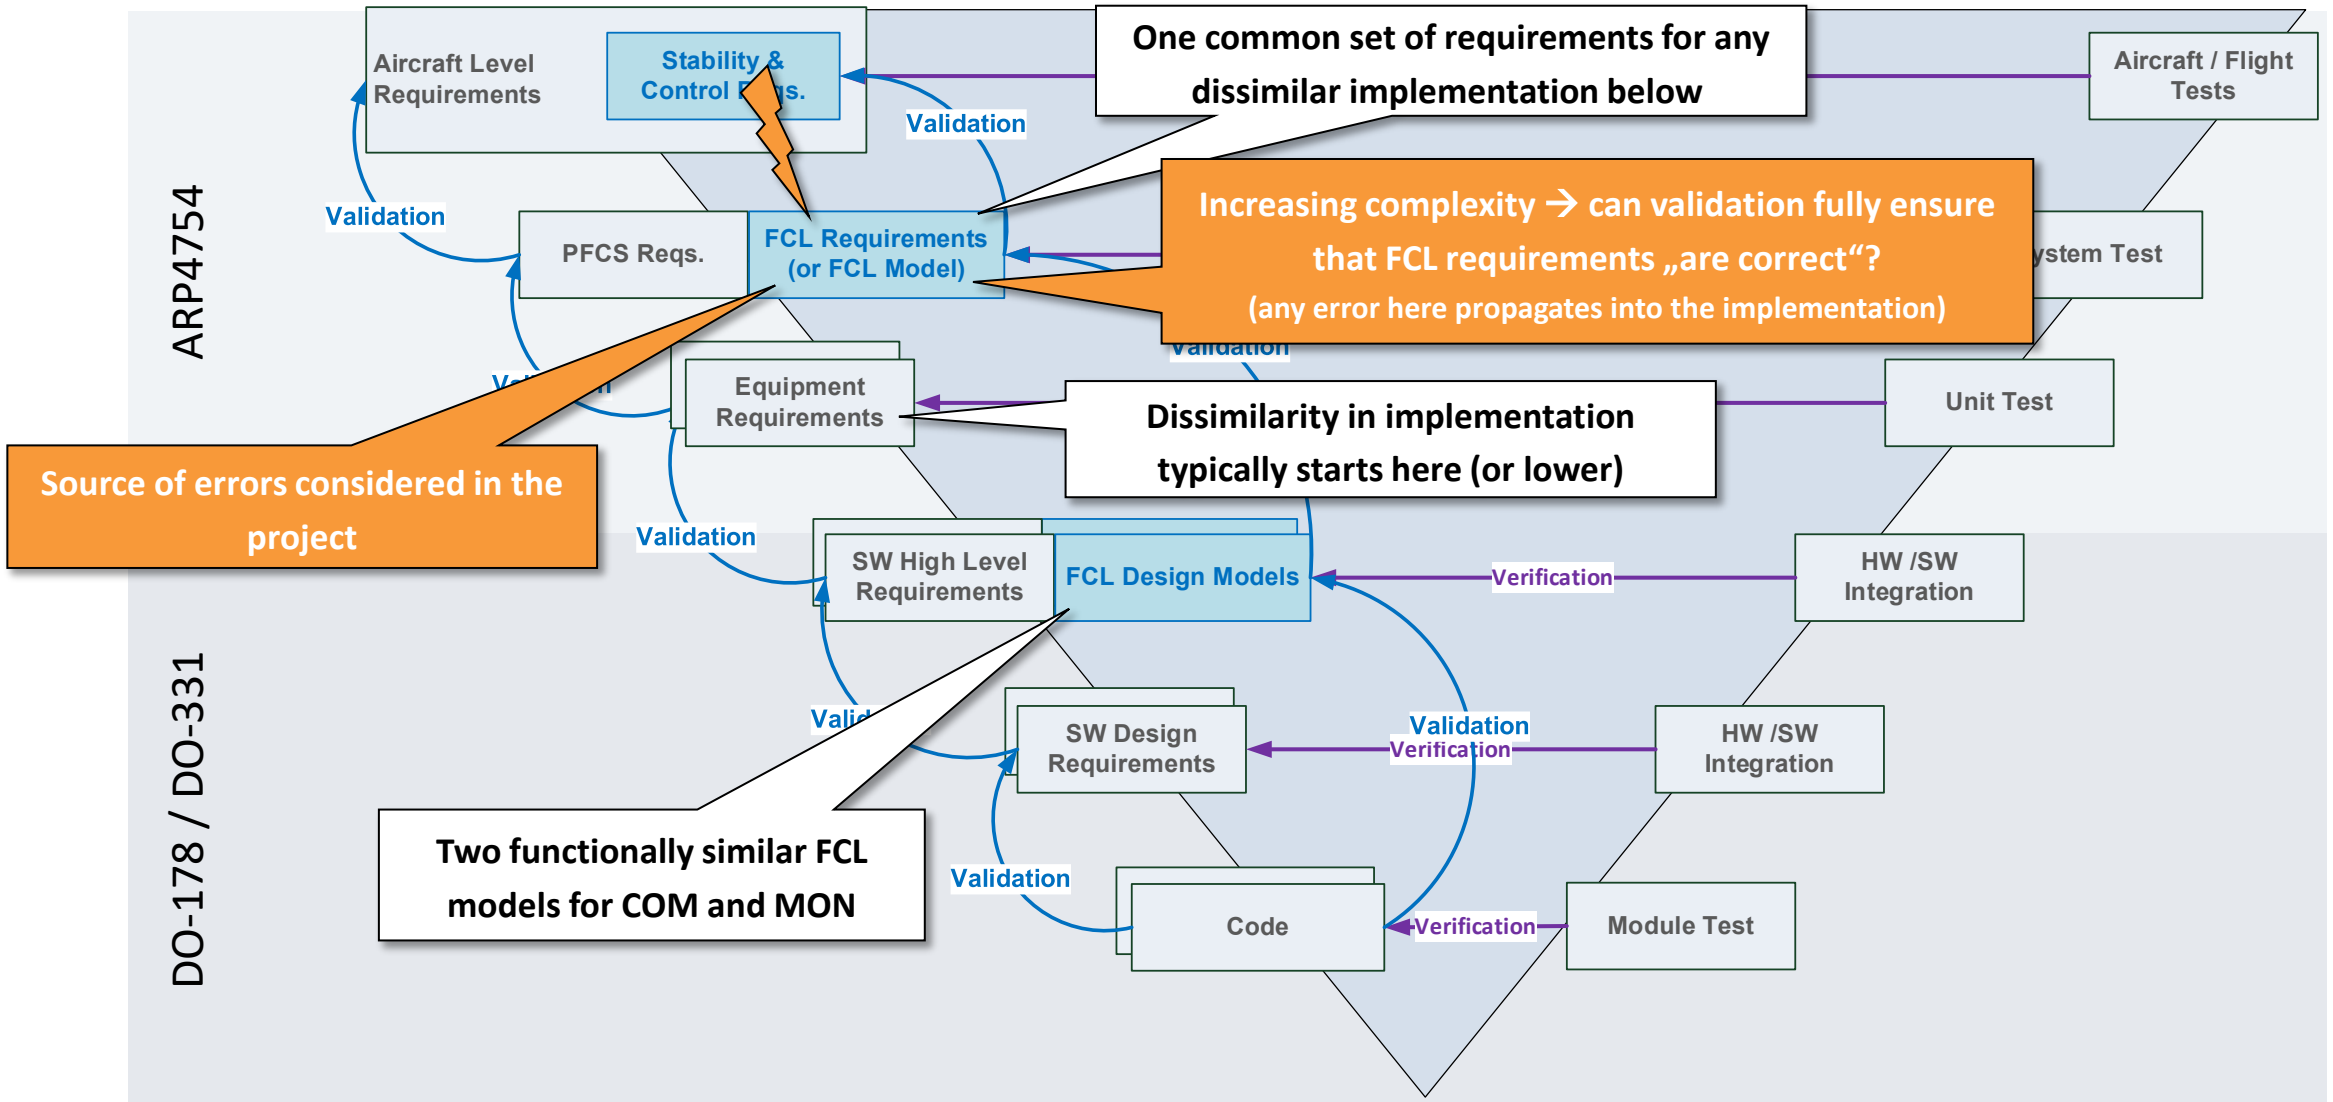 Aircraft Level
Requirements
Stability &
Control
One common set of requirements for any
dissimilar implementation below
Aircraft / Flight
Tests
Validation
ARP4754
Validation
PFCS Reqs.
FCL Requirements
(or FCL Model)
Increasing complexity → can validation fully ensure
that FCL requirements „are correct“?
(any error here propagates into the implementation)
Test
Validation
Equipment
Requirements
Dissimilarity in implementation
typically starts here (or lower)
Unit Test
Source of errors considered in the
project
Validation
SW High Level
Requirements
FCL Design Models
Verification
HW /SW
Integration
DO-178 / DO-331
SW Design
Requirements
Validation
Verification
HW /SW
Integration
Two functionally similar FCL
models for COM and MON
Validation
Code
Verification
Module Test